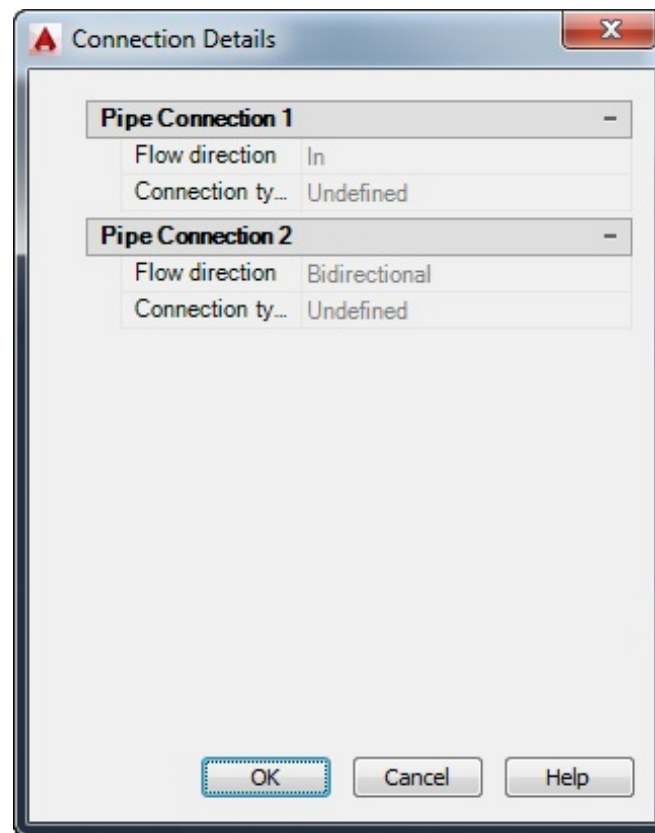 Connection Details
Pipe Connection 1
Flow direction In
Connection ty... Undefined
Pipe Connection 2
Flow direction Bidirectional
Connection ty... Undefined
OK Cancel Help